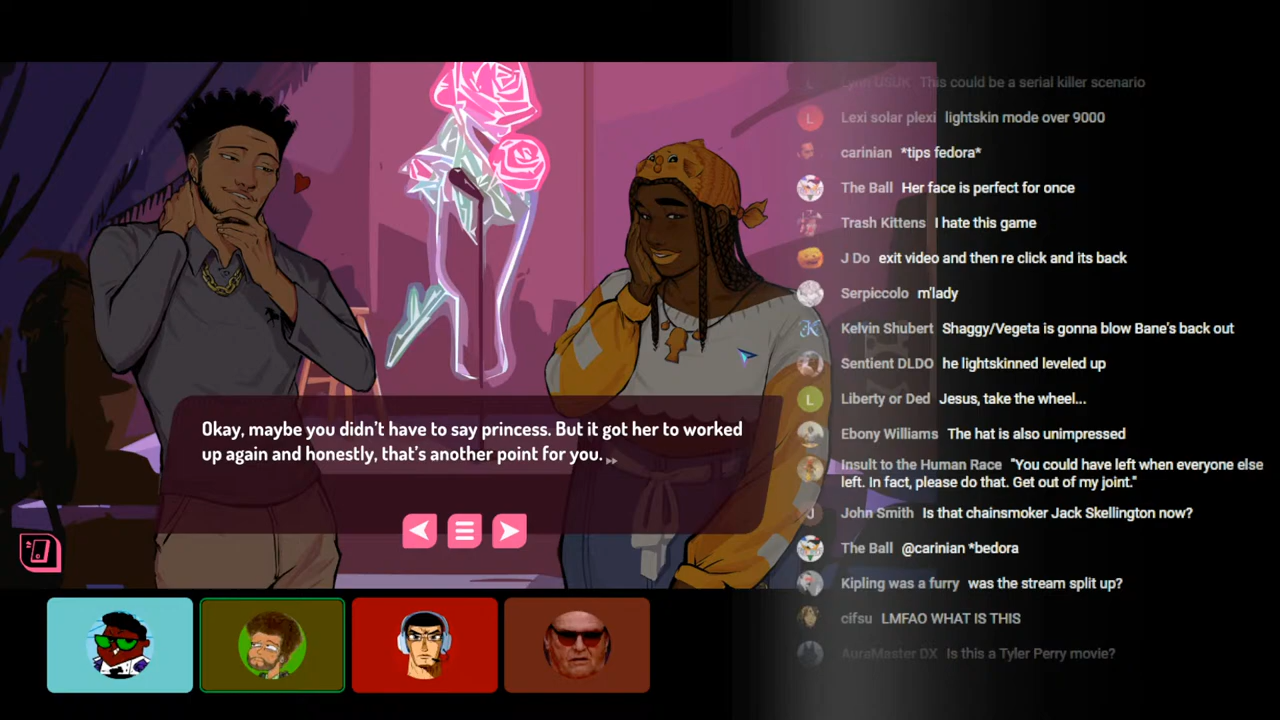 Lynn USUK This could be a serial killer scenario
Lexi solar plexi lightskin mode over 9000
carinian *tips fedora*
The Ball Her face is perfect for once
Trash Kittens I hate this game
J Do exit video and then re click and its back
Serpiccolo m'lady
Kelvin Shubert Shaggy/Vegeta is gonna blow Bane's back out
Sentient DLDO he lightskinned leveled up
Liberty or Ded Jesus, take the wheel...
Ebony Williams The hat is also unimpressed
Insult to the Human Race "You could have left when everyone else
left. In fact, please do that. Get out of my joint."
John Smith Is that chainsmoker Jack Skellington now?
The Ball @carinian *bedora
Kipling was a furry was the stream split up?
cifsu LMFAO WHAT IS THIS
AuraMaster DX Is this a Tyler Perry movie?
L
L
J
Okay, maybe you didn't have to say princess. But it got her to worked
up again and honestly, that's another point for you.